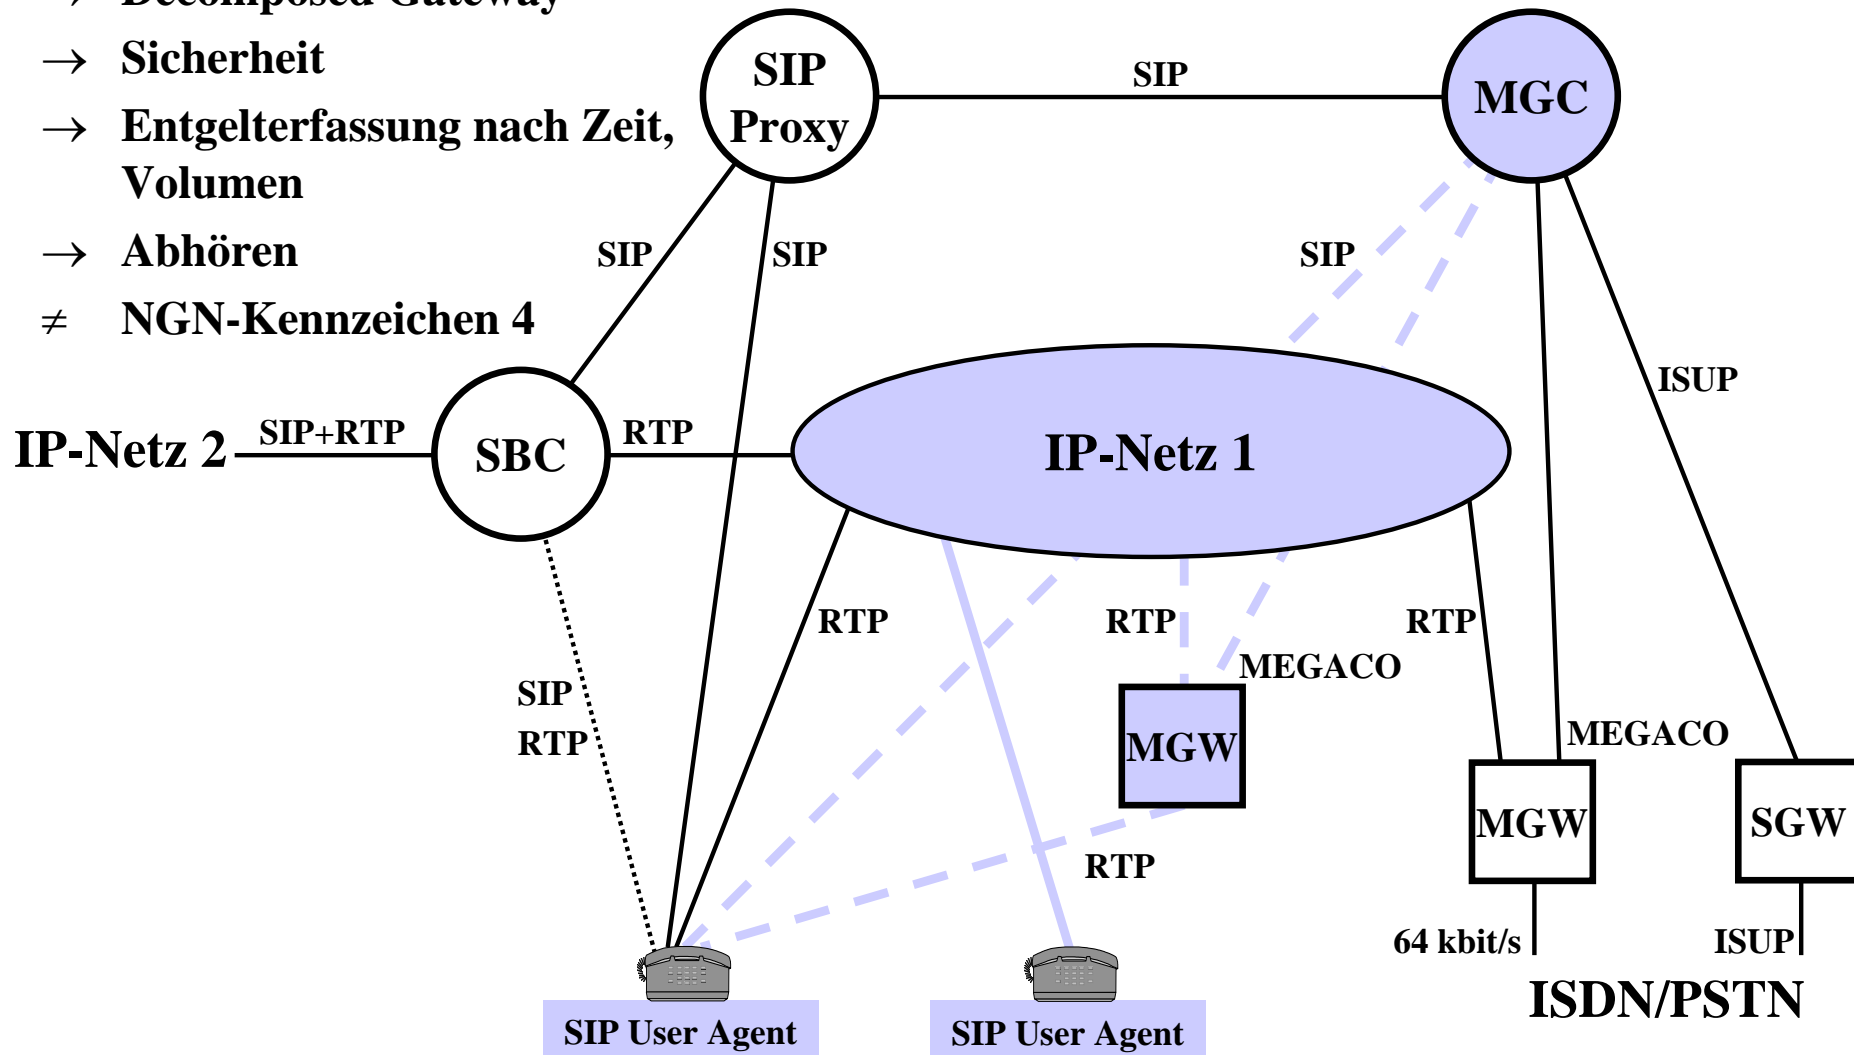 → Decomposed Gateway
→ Sicherheit
→ Entgelterfassung nach Zeit,
Volumen
→ Abhören
≠ NGN-Kennzeichen 4
SIP
Proxy
SIP
MGC
SIP
SIP
SIP
ISUP
IP-Netz 2
SIP+RTP
SBC
RTP
IP-Netz 1
RTP
RTP
RTP
MEGACO
SIP
RTP
MGW
MEGACO
MGW
SGW
RTP
64 kbit/s
ISUP
ISDN/PSTN
SIP User Agent
SIP User Agent